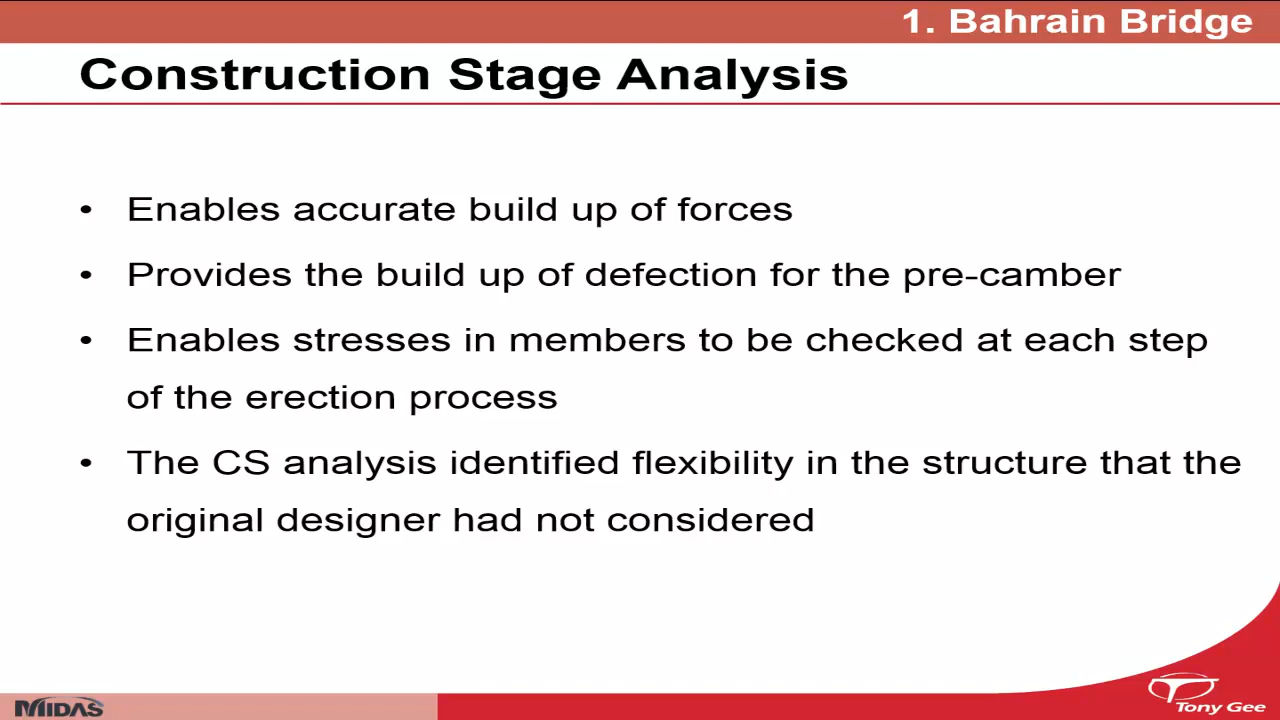 1. Bahrain Bridge
Construction Stage Analysis
• Enables accurate build up of forces
• Provides the build up of defection for the pre-camber
• Enables stresses in members to be checked at each step
of the erection process
• The CS analysis identified flexibility in the structure that the
original designer had not considered
MIDAS
Tony Gee